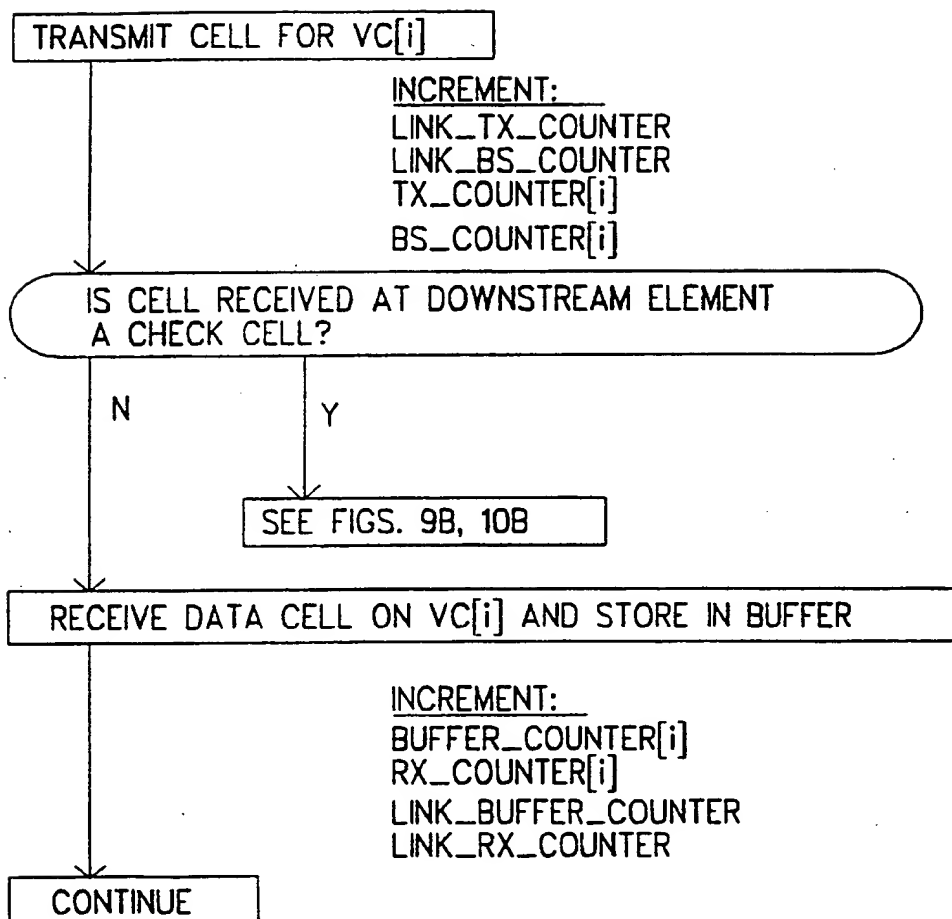 TRANSMIT CELL FOR VC[i]
INCREMENT:
LINK_TX_COUNTER
LINK_BS_COUNTER
TX_COUNTER[i]
BS_COUNTER[i]
IS CELL RECEIVED AT DOWNSTREAM ELEMENT
A CHECK CELL?
N
Y
SEE FIGS. 9B, 10B
RECEIVE DATA CELL ON VC[i] AND STORE IN BUFFER
INCREMENT:
BUFFER_COUNTER[i]
RX_COUNTER[i]
LINK_BUFFER_COUNTER
LINK_RX_COUNTER
CONTINUE